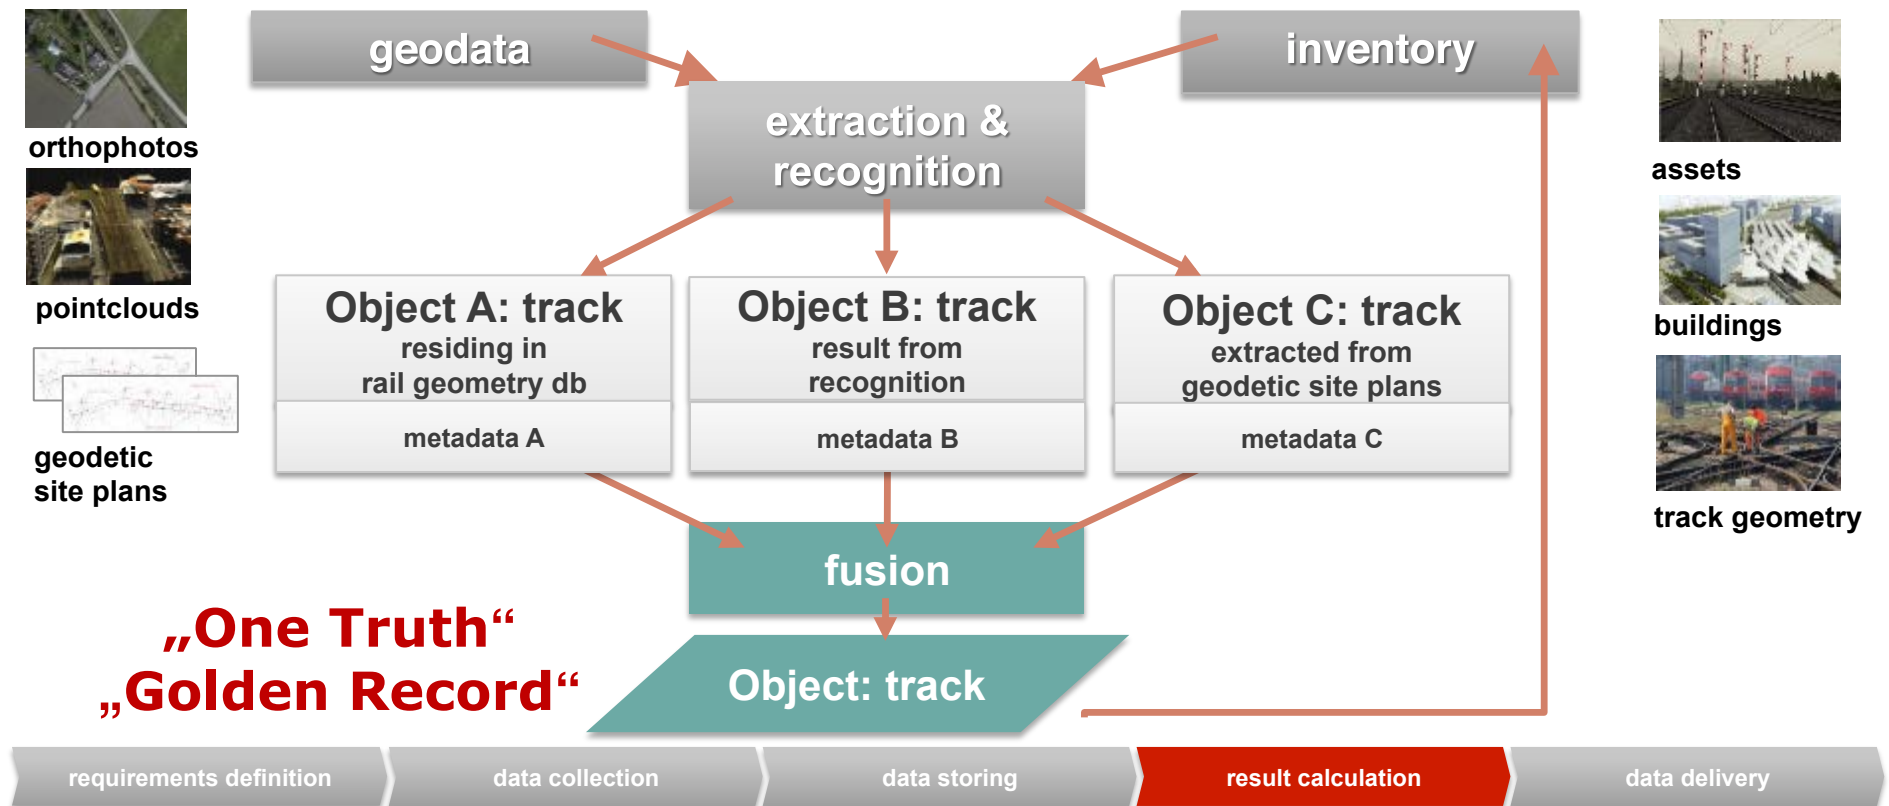 geodata
inventory
extraction &
recognition
orthophotos
pointclouds
geodetic
site plans
assets
buildings
track geometry
Object A: track
residing in
rail geometry db
metadata A
Object B: track
result from
recognition
metadata B
Object C: track
extracted from
geodetic site plans
metadata C
fusion
Object: track
„One Truth“
„Golden Record“
requirements definition
data collection
data storing
result calculation
data delivery